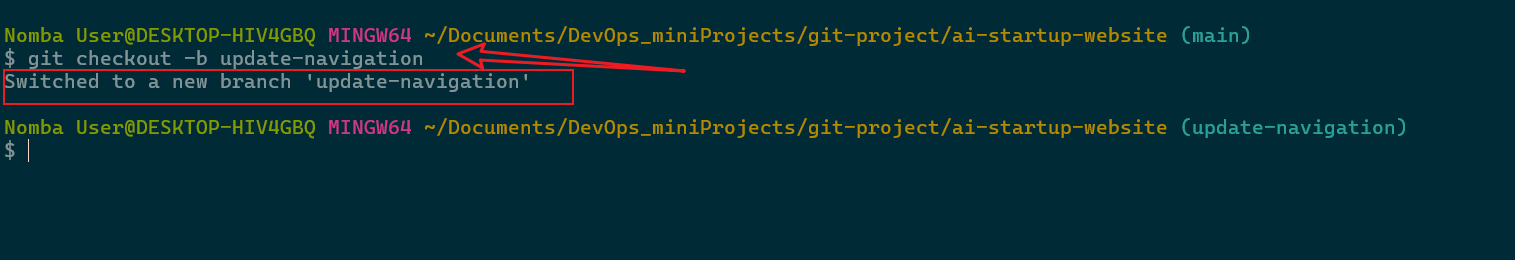 Nomba User@DESKTOP-HIV4GBQ MINGW64 ~/Documents/DevOps_miniProjects/git-project/ai-startup-website (main)
$ git checkout -b update-navigation
Switched to a new branch 'update-navigation'
Nomba User@DESKTOP-HIV4GBQ MINGW64 ~/Documents/DevOps_miniProjects/git-project/ai-startup-website (update-navigation)
$